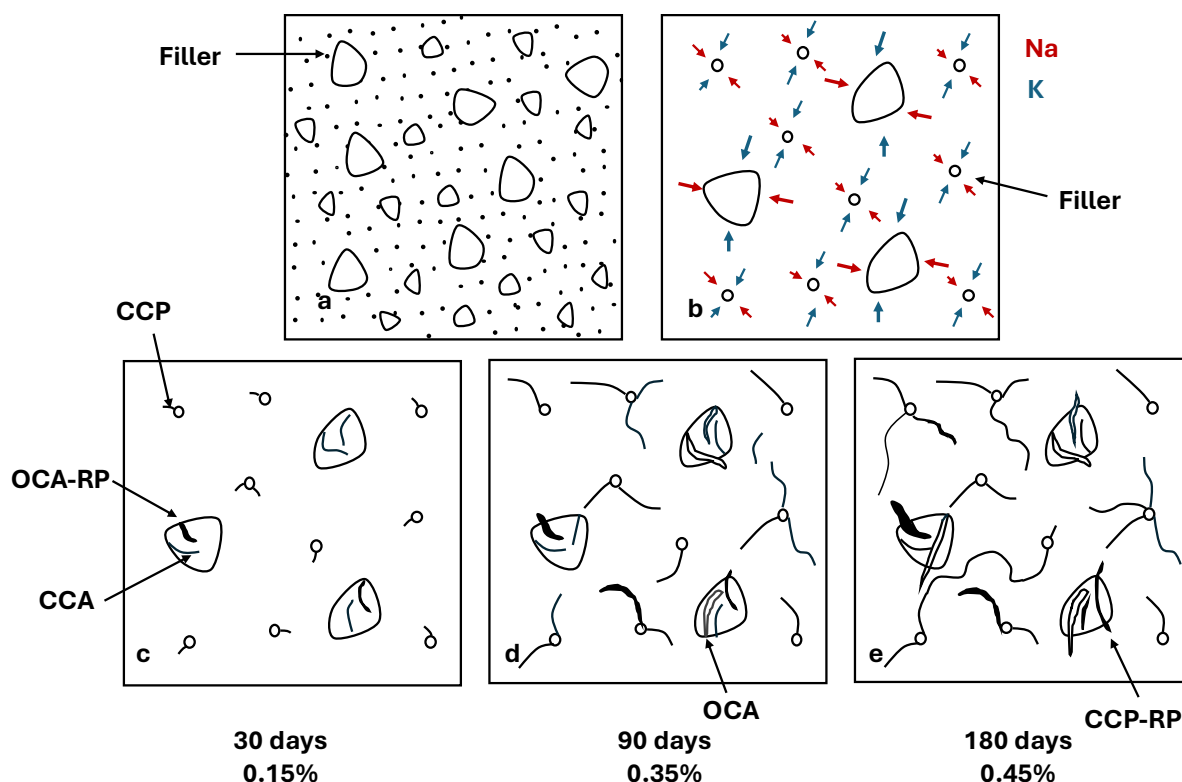 Filler
a
b
Na
K
Filler
CCP
OCA-RP
CCA
c
d
OCA
e
CCP-RP
30 days
0.15%
90 days
0.35%
180 days
0.45%